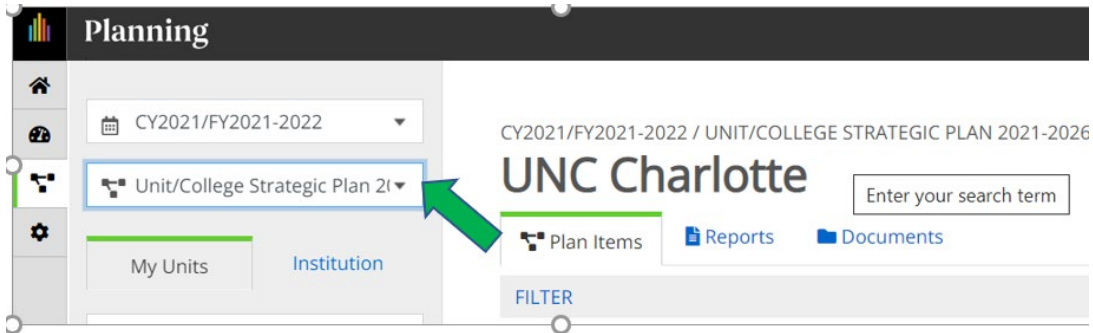 Planning
CY2021/FY2021-2022
Unit/College Strategic Plan 2(
My Units
Institution
CY2021/FY2021-2022 / UNIT/COLLEGE STRATEGIC PLAN 2021-2026
UNC Charlotte
Enter your search term
Plan Items
Reports
Documents
FILTER